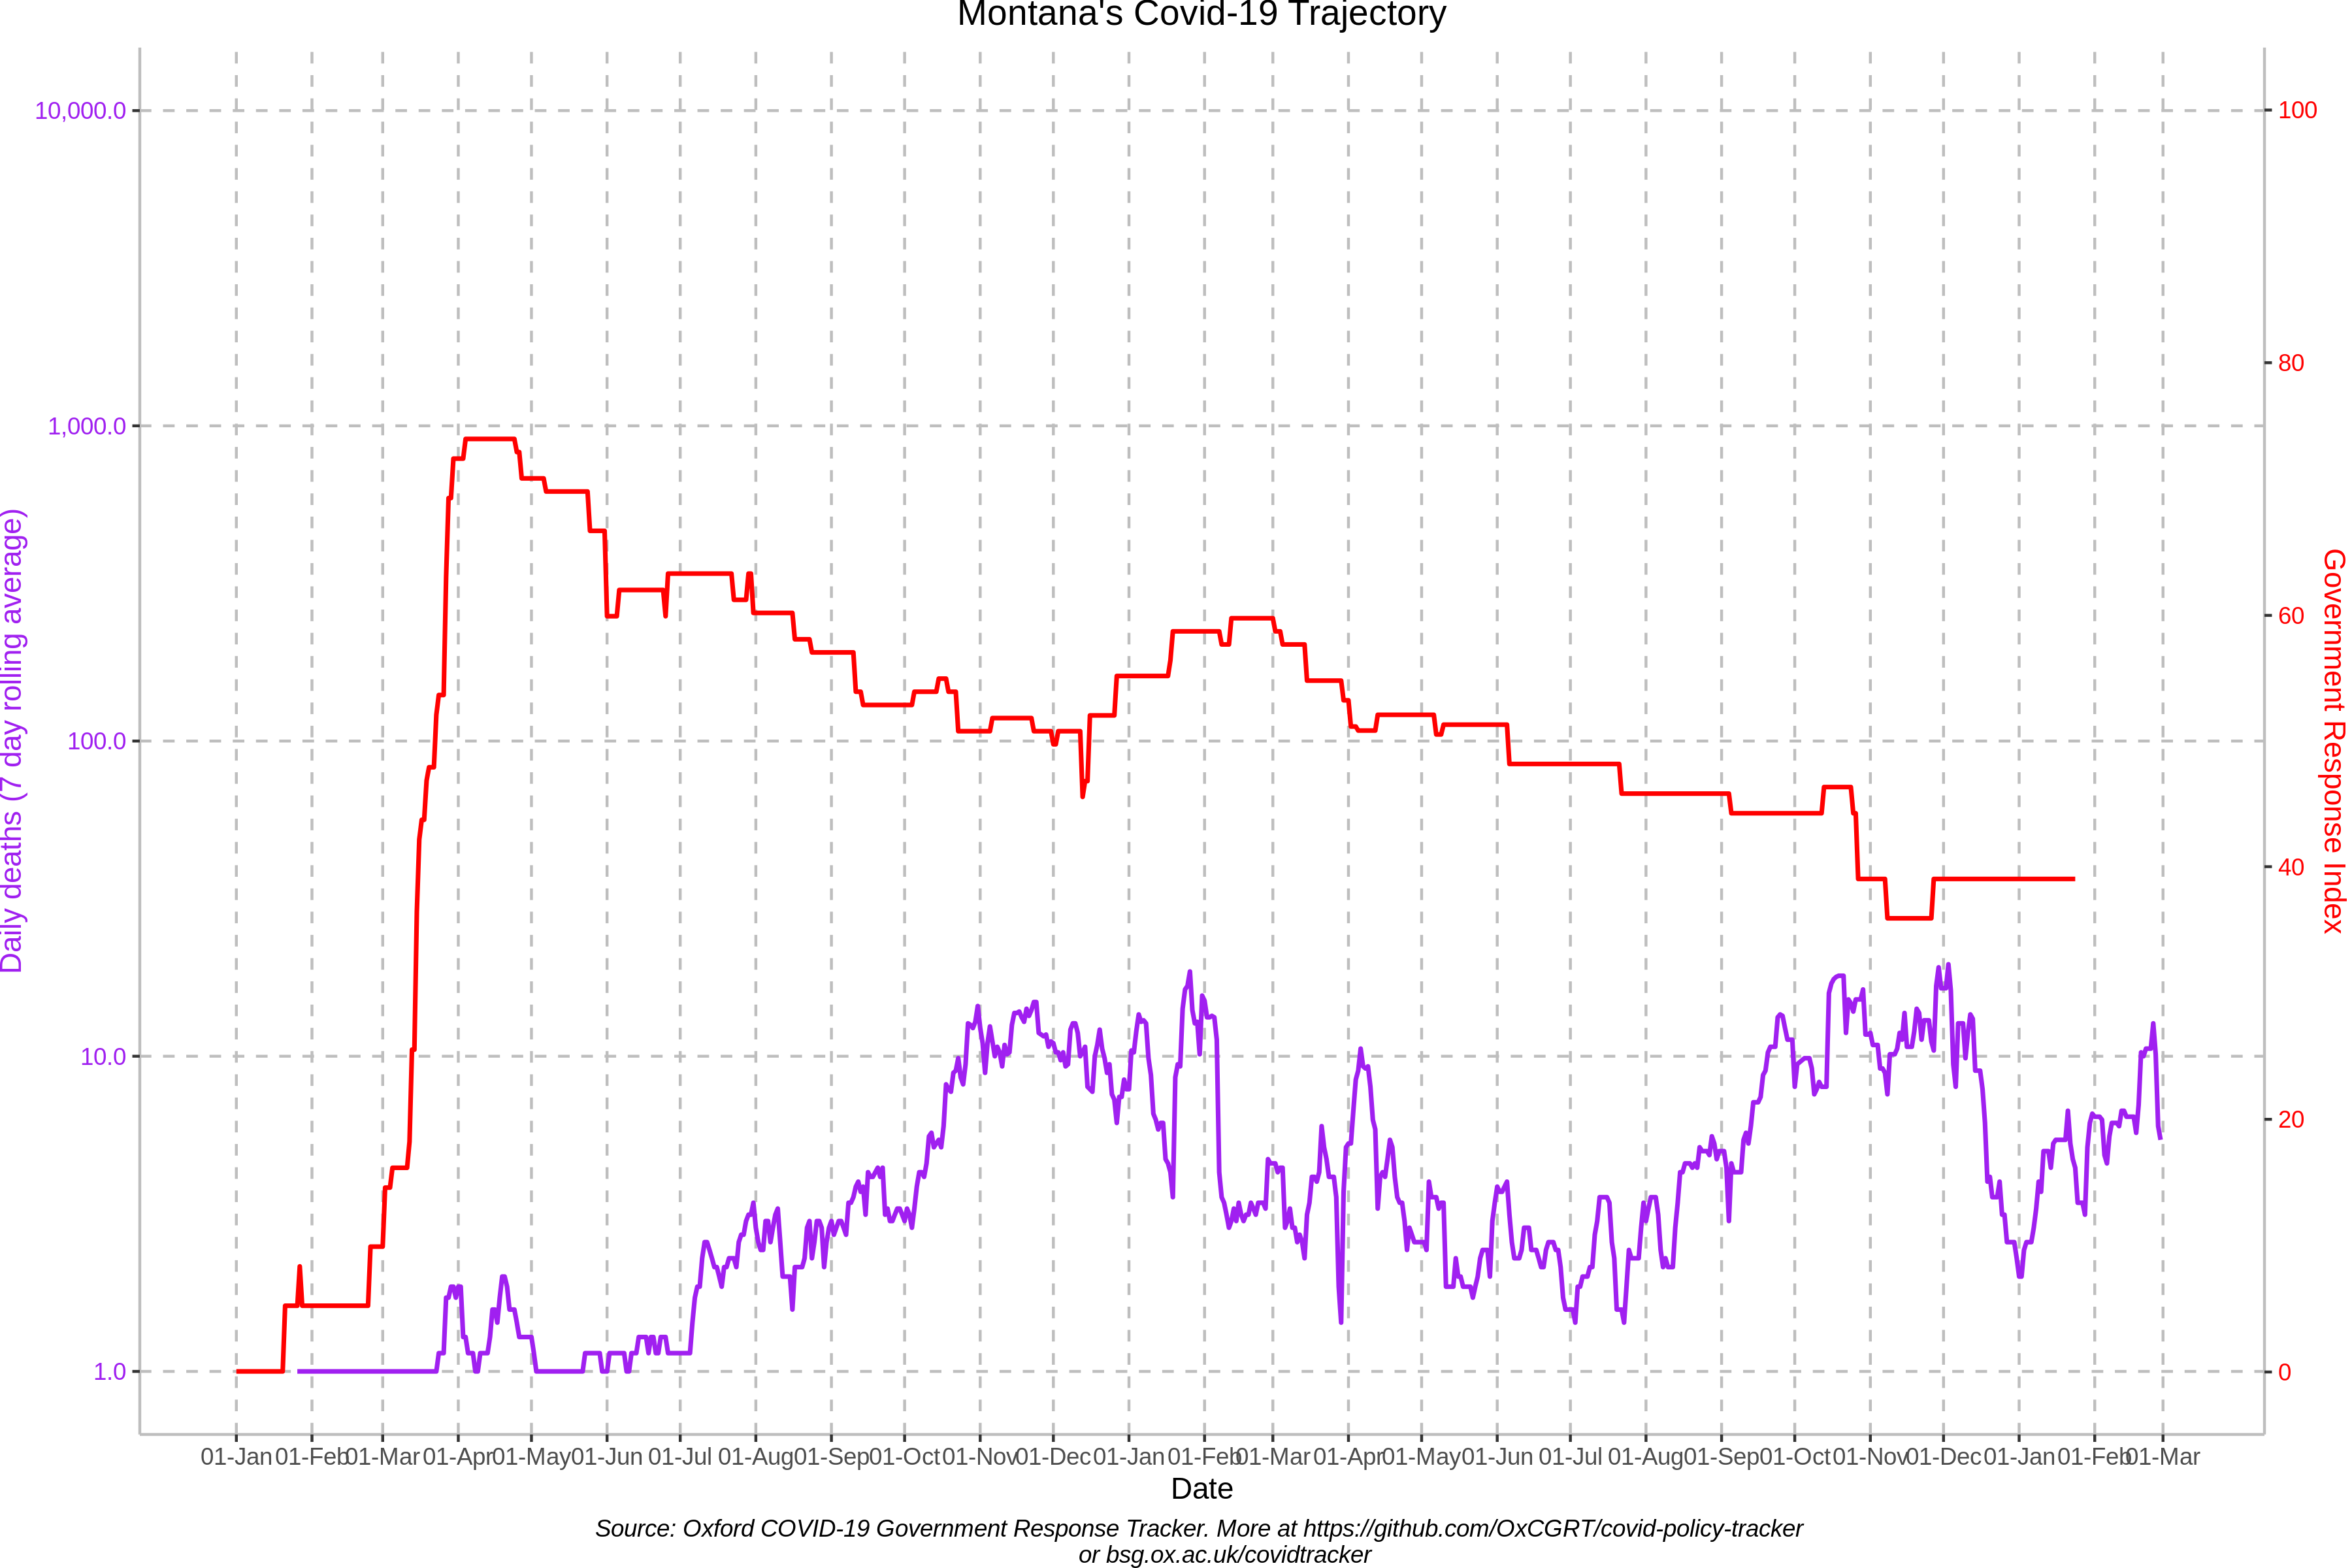 Montana's Covid-19 Trajectory
10,000.0
1,000.0
100.0
10.0
1.0
Daily deaths (7 day rolling average)
100
80
60
40
20
0
Government Response Index
01-Jan 01-Feb 01-Mar 01-Apr 01-May 01-Jun 01-Jul 01-Aug 01-Sep 01-Oct 01-Nov 01-Dec 01-Jan 01-Feb 01-Mar 01-Apr 01-May 01-Jun 01-Jul 01-Aug 01-Sep 01-Oct 01-Nov 01-Dec 01-Jan 01-Feb 01-Mar
Date
Source: Oxford COVID-19 Government Response Tracker. More at https://github.com/OxCGRT/covid-policy-tracker
or bsg.ox.ac.uk/covidtracker